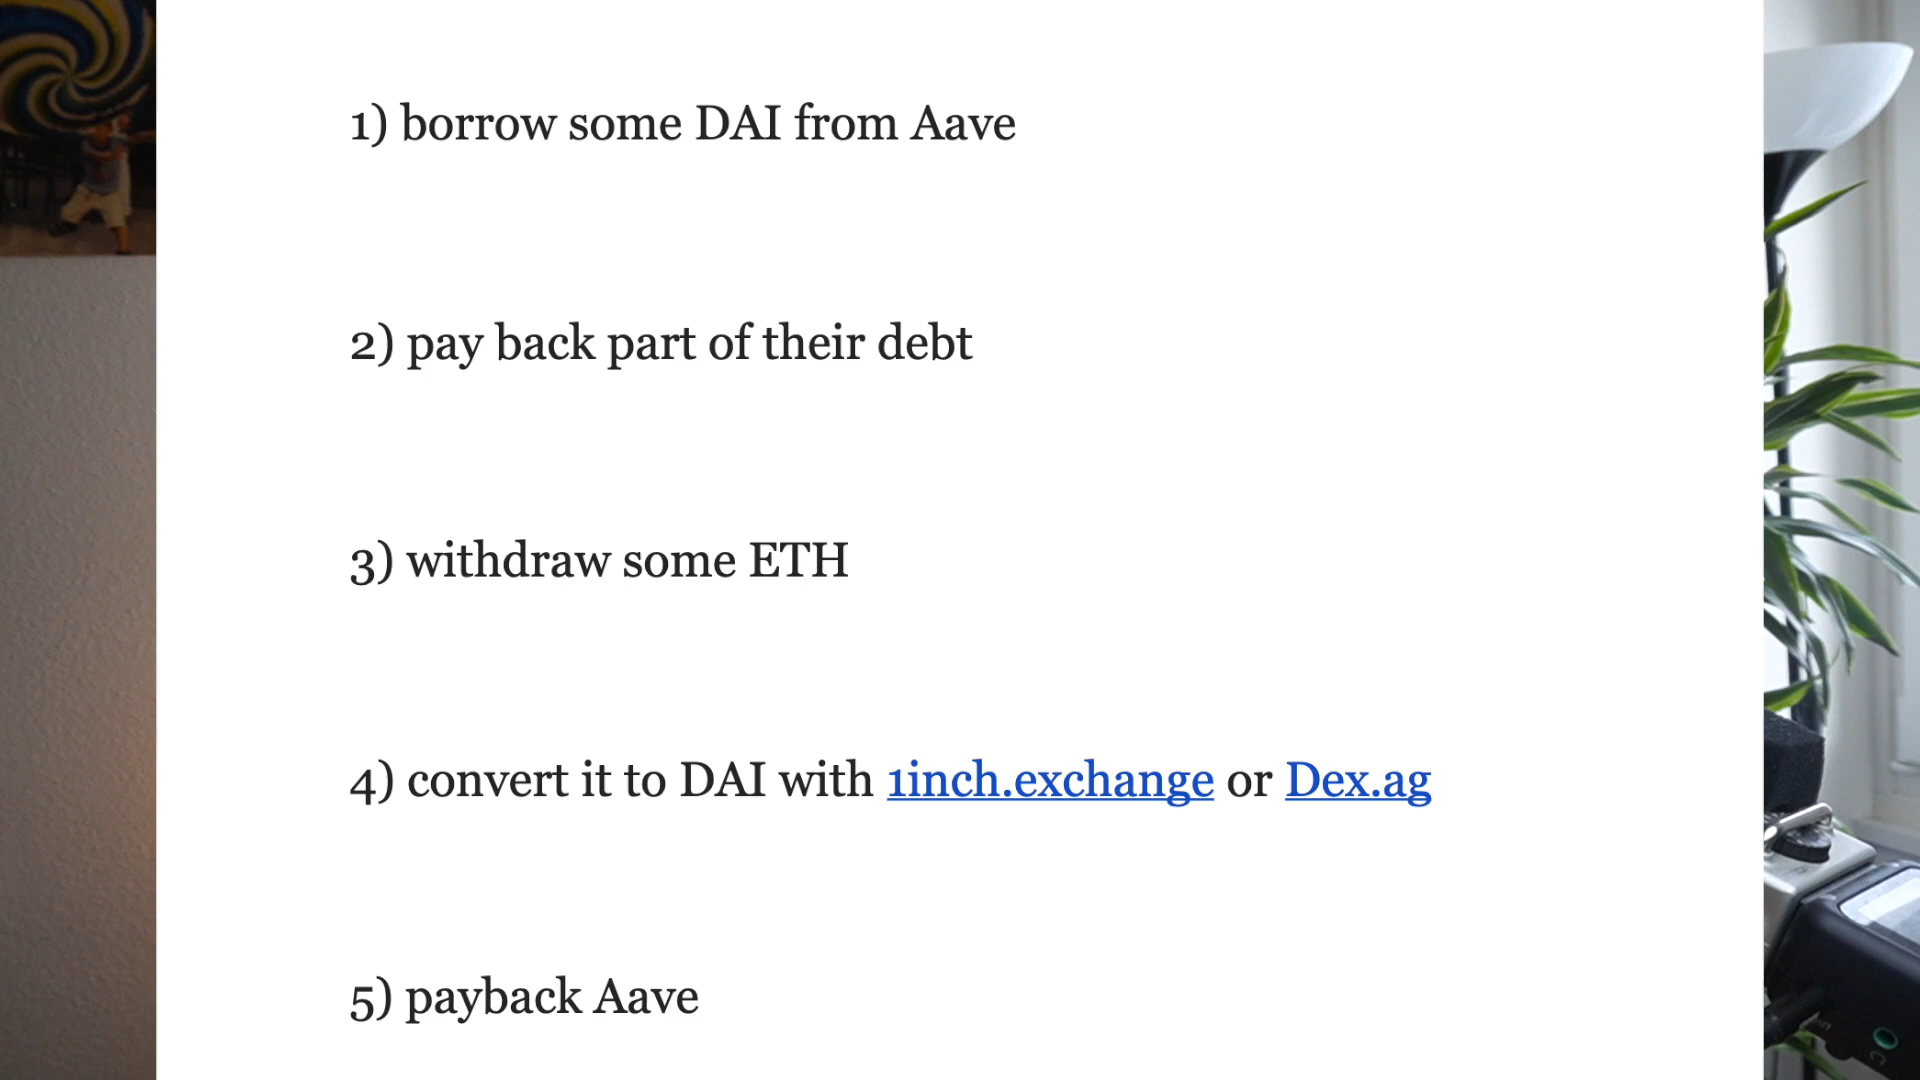 1) borrow some DAI from Aave
2) pay back part of their debt
3) withdraw some ETH
4) convert it to DAI with 1inch.exchange or Dex.ag
5) payback Aave